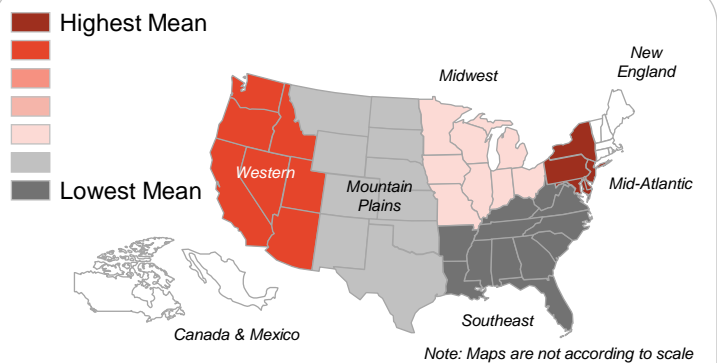 Highest Mean
New
England
Midwest
Western
Mountain
Plains
Mid-Atlantic
Lowest Mean
Southeast
Canada & Mexico
Note: Maps are not according to scale